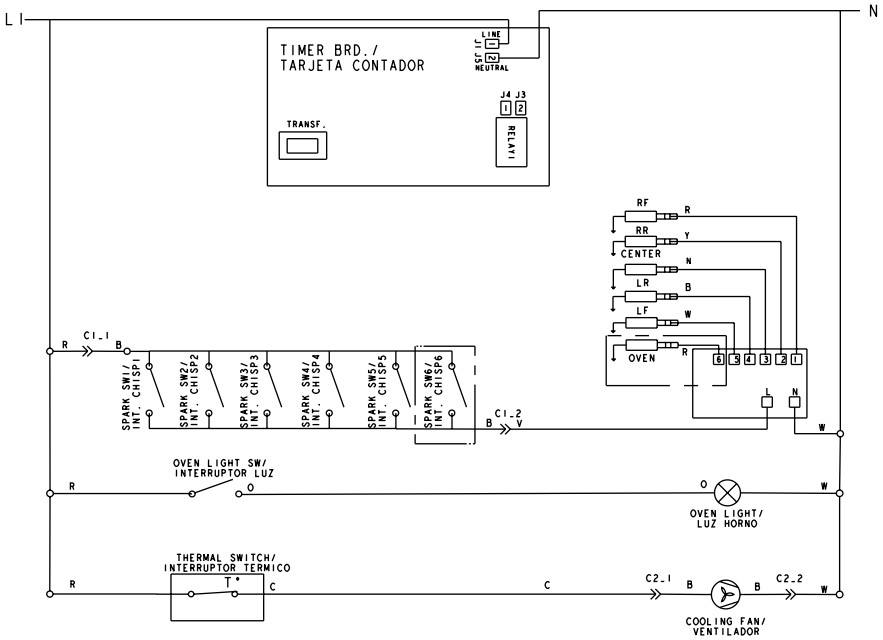 L1
N
TIMER BRD./
TARJETA CONTADOR
LINE
J1
1
J5
2
NEUTRAL
J4 J3
1 2
RELAY1
TRANSF.
RF
R
RR
Y
CENTER
N
LR
B
LF
W
OVEN
R
6 5 4 3 2 1
L N
W
R
C1_1
B
SPARK SW1/
INT. CHISP1
SPARK SW2/
INT. CHISP2
SPARK SW3/
INT. CHISP3
SPARK SW4/
INT. CHISP4
SPARK SW5/
INT. CHISP5
SPARK SW6/
INT. CHISP6
B
C1_2
V
OVEN LIGHT SW/
INTERRUPTOR LUZ
R
O
O
W
OVEN LIGHT/
LUZ HORNO
THERMAL SWITCH/
INTERRUPTOR TERMICO
R
T°
C
C
C2_1
B
B
C2_2
W
COOLING FAN/
VENTILADOR